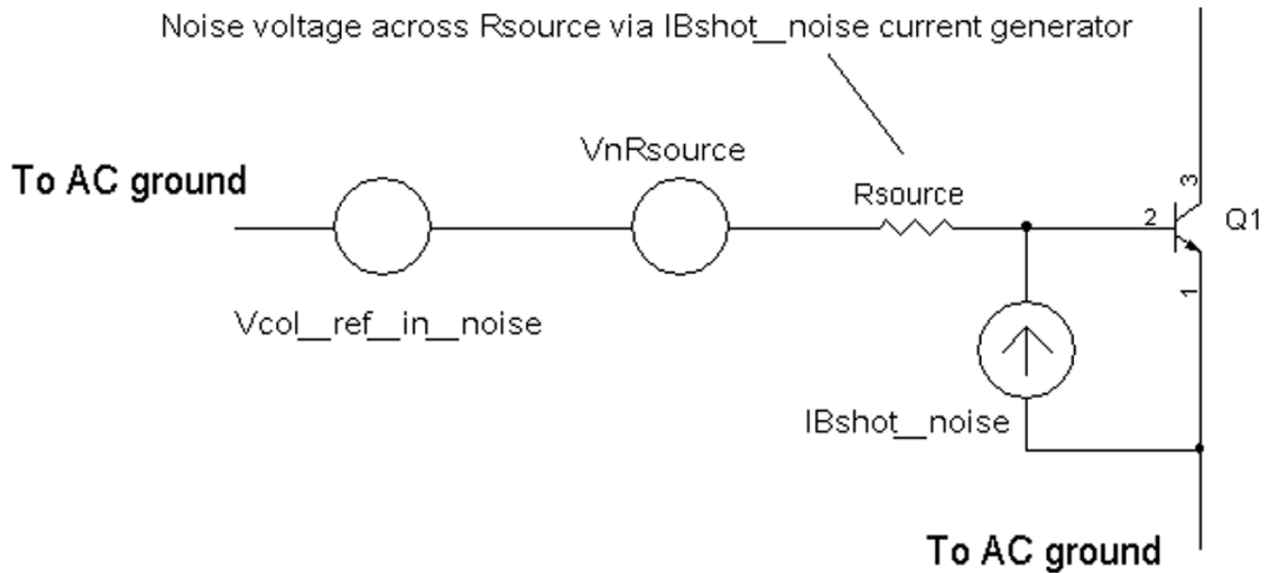 Noise voltage across Rsource via IBshot__noise current generator
VnRsource
To AC ground
Rsource
3
2
Q1
1
Vcol__ref__in__noise
IBshot__noise
To AC ground